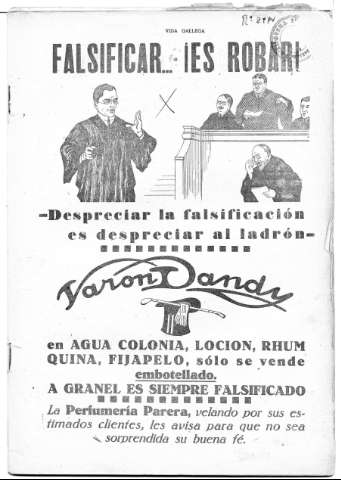 VIDA GALLEGA
FALSIFICAR... ¡ES ROBAR!
-Despreciar la falsificación
es despreciar al ladrón-
Varon Dandy
en AGUA COLONIA, LOCION, RHUM
QUINA, FIJAPELO, sólo se vende
embotellado.
A GRANEL ES SIEMPRE FALSIFICADO
La Perfumería Parera, velando por sus es-
timados clientes, les avisa para que no sea
sorprendida su buena fé.